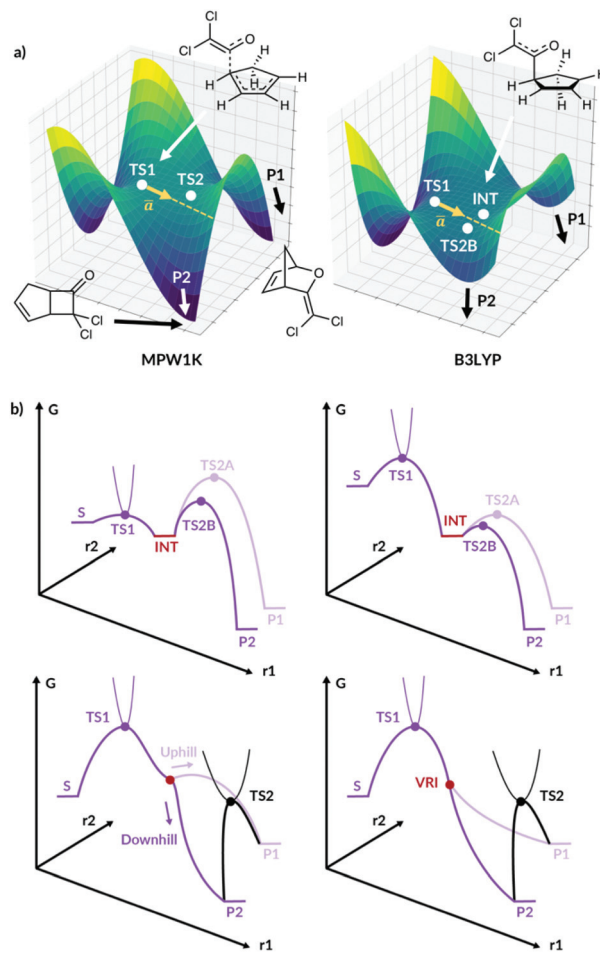 a)
Cl
Cl
O
H
H
H
H
H
H
TS1
TS2
P1
a
P2
O
Cl
Cl
O
Cl
Cl
MPW1K
Cl
Cl
O
H
H
H
H
H
H
TS1
INT
a
TS2B
P1
P2
B3LYP
b)
G
S
TS1
TS2A
TS2B
INT
r2
P1
P2
r1
G
S
TS1
INT
TS2A
TS2B
r2
P1
P2
r1
G
TS1
Uphill
S
TS2
r2
Downhill
P1
P2
r1
G
TS1
S
VRI
TS2
r2
P1
P2
r1